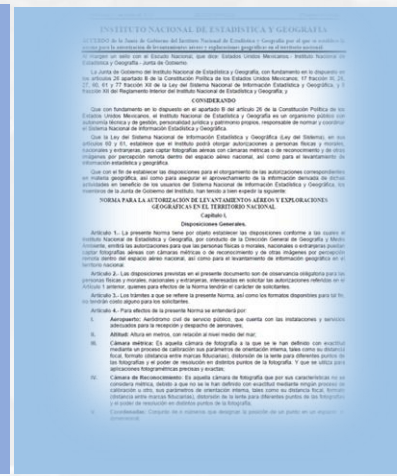 INSTITUTO NACIONAL DE ESTADÍSTICA Y GEOGRAFÍA
ACUERDO de la Junta de Gobierno del Instituto Nacional de Estadística y Geografía por el que se establece la
norma para la autorización de levantamientos aéreos y exploraciones geográficas en el territorio nacional.
Al margen un sello con el Escudo Nacional, que dice: Estados Unidos Mexicanos.- Instituto Nacional de
Estadística y Geografía.- Junta de Gobierno.
La Junta de Gobierno del Instituto Nacional de Estadística y Geografía, con fundamento en lo dispuesto en
los artículos 26 apartado B de la Constitución Política de los Estados Unidos Mexicanos; 17 fracción III,
27, 60, 61 y 77 fracción XII de la Ley del Sistema Nacional de Información Estadística y Geográfica, y
fracción del Reglamento Interior del Instituto Nacional de Estadística y Geografía; y
CONSIDERANDO
Que con fundamento en lo dispuesto en el apartado B del artículo 26 de la Constitución Política de los
Estados Unidos Mexicanos, el Instituto Nacional de Estadística y Geografía es un organismo público con
autonomía técnica y de gestión, personalidad jurídica y patrimonio propios, responsable de normar y coordinar
el Sistema Nacional de Información Estadística y Geográfica.
Que la Ley del Sistema Nacional de Información Estadística y Geográfica (Ley del Sistema), en sus
artículos 60 y 61, establece que el Instituto podrá otorgar autorizaciones a personas físicas y morales,
nacionales y extranjeras, para captar fotografías aéreas con cámaras métricas o de reconocimiento y de otras
imágenes por percepción remota dentro del espacio aéreo nacional, así como para el levantamiento de
información estadística y geográfica.
Que con el fin de establecer las disposiciones para el otorgamiento de las autorizaciones correspondientes
en materia geográfica, así como para asegurar el aprovechamiento de la información derivada de dichas
actividades en beneficio de los usuarios del Sistema Nacional de Información Geográfica, los
miembros de la Junta de Gobierno del Instituto, han tenido a bien expedir la siguiente:
NORMA PARA LA AUTORIZACIÓN DE LEVANTAMIENTOS AÉREOS Y EXPLORACIONES
GEOGRÁFICAS EN EL TERRITORIO NACIONAL
Capítulo I,
Disposiciones Generales.
Artículo 1.- La presente Norma tiene por objeto establecer las disposiciones conforme a las cuales el
Instituto Nacional de Estadística y Geografía, por conducto de la Dirección General de Geografía y Medio
Ambiente, emitirá las autorizaciones para que las personas físicas o morales, nacionales o extranjeras puedan
captar fotografías aéreas con cámaras métricas o de reconocimiento y de otras imágenes por percepción
remota dentro del espacio aéreo nacional, así como para el levantamiento de información geográfica en el
territorio nacional.
Artículo 2.- Las disposiciones previstas en el presente documento son de observancia obligatoria para las
personas físicas y morales, nacionales y extranjeras, interesadas en solicitar las autorizaciones referidas en el
Artículo 1 anterior, quienes para efectos de la Norma tendrán el carácter de solicitantes.
Artículo 3.- Los trámites a que se refiere la presente Norma, así como los formatos disponibles para tal fin,
no tendrán costo alguno para los solicitantes.
Artículo 4.- Para efectos de la presente Norma se entenderá por:
I. Aeropuerto: Aeródromo civil de servicio público, que cuenta con las instalaciones y servicios
adecuados para la recepción y despacho de aeronaves;
II. Altitud: Altura en metros, con relación al nivel medio del mar;
III. Cámara métrica: Es aquella cámara de fotografía a la que se le han definido con exactitud
mediante un proceso de calibración sus parámetros de orientación interna, tales como su distancia
focal, formato (distancia entre marcas fiduciarias), distorsión de la lente para diferentes puntos de
las fotografías y el poder de resolución en distintos puntos de la fotografía. Y que se utiliza para
aplicaciones fotogramétricas precisas y exactas;
IV. Cámara de Reconocimiento: Es aquella cámara de fotografía que por sus características no se
considera métrica, debido a que no se le han definido con exactitud mediante ningún proceso de
calibración u otro, sus parámetros de orientación interna, tales como su distancia focal, formato
(distancia entre marcas fiduciarias), distorsión de la lente para diferentes puntos de las fotografías
y el poder de resolución en distintos puntos de la fotografía.
V. Coordenadas: Conjunto de n números que designan la posición de un punto en un espacio